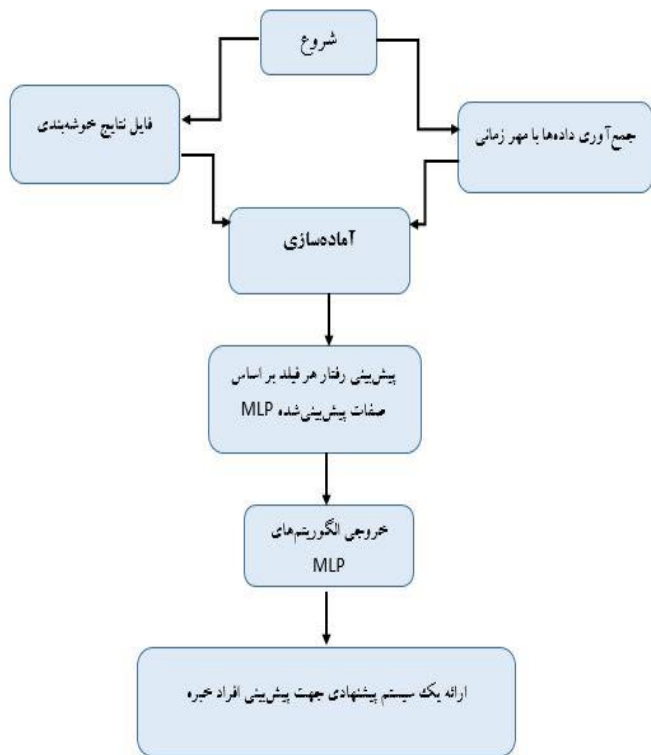 شروع
جمع‌آوری داده‌ها با مهر زمانی
فایل نتایج خوشه‌بندی
آماده‌سازی
پیش‌بینی رفتار هر فیلد بر اساس
صفات پیش‌بینی‌شده MLP
خروجی الگوریتم‌های
MLP
ارائه یک سیستم پیشنهادی جهت پیش‌بینی افراد خبره